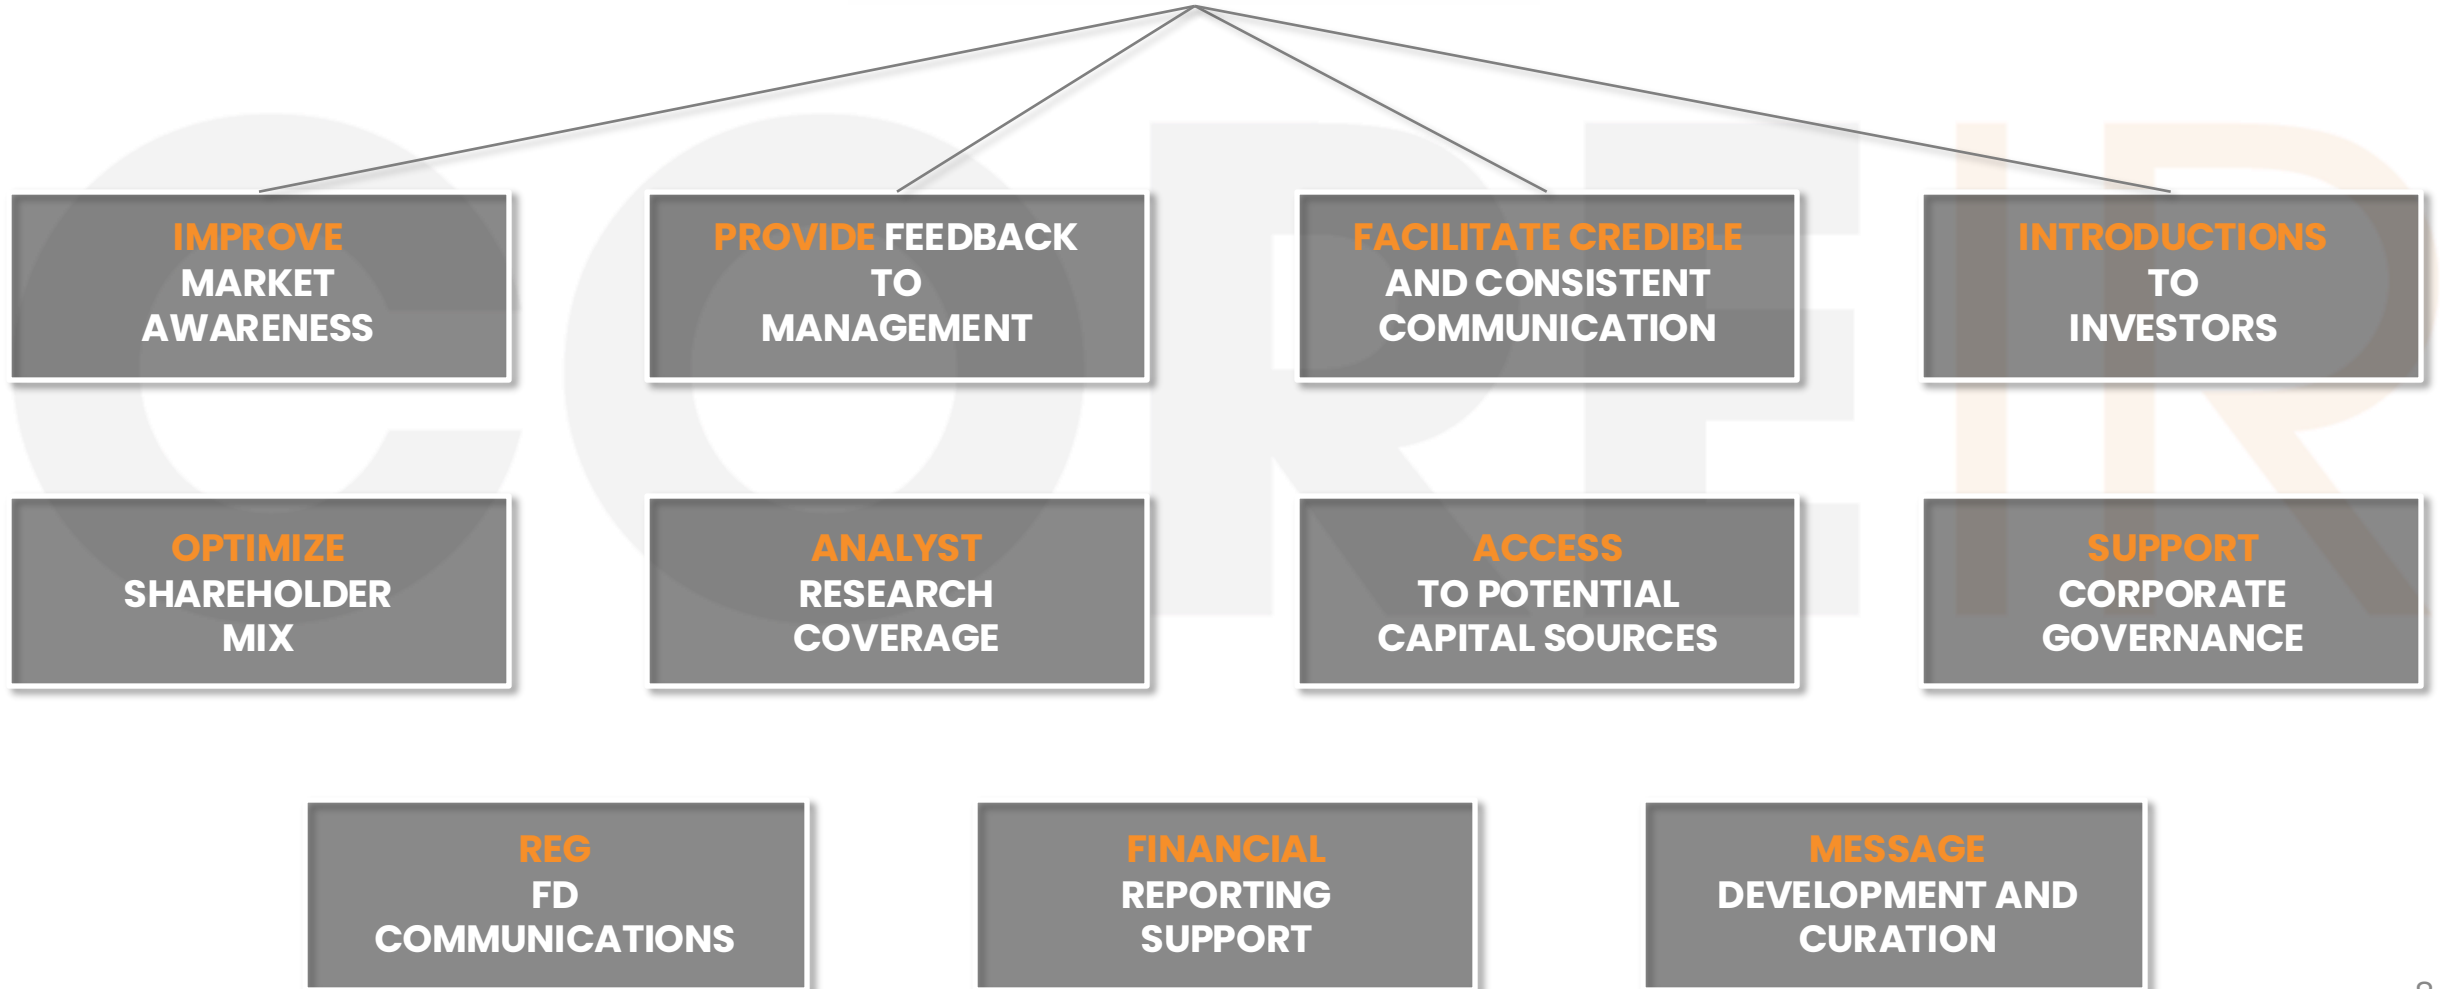 COREIR
IMPROVE
MARKET
AWARENESS
PROVIDE FEEDBACK
TO
MANAGEMENT
FACILITATE CREDIBLE
AND CONSISTENT
COMMUNICATION
INTRODUCTIONS
TO
INVESTORS
OPTIMIZE
SHAREHOLDER
MIX
ANALYST
RESEARCH
COVERAGE
ACCESS
TO POTENTIAL
CAPITAL SOURCES
SUPPORT
CORPORATE
GOVERNANCE
REG
FD
COMMUNICATIONS
FINANCIAL
REPORTING
SUPPORT
MESSAGE
DEVELOPMENT AND
CURATION